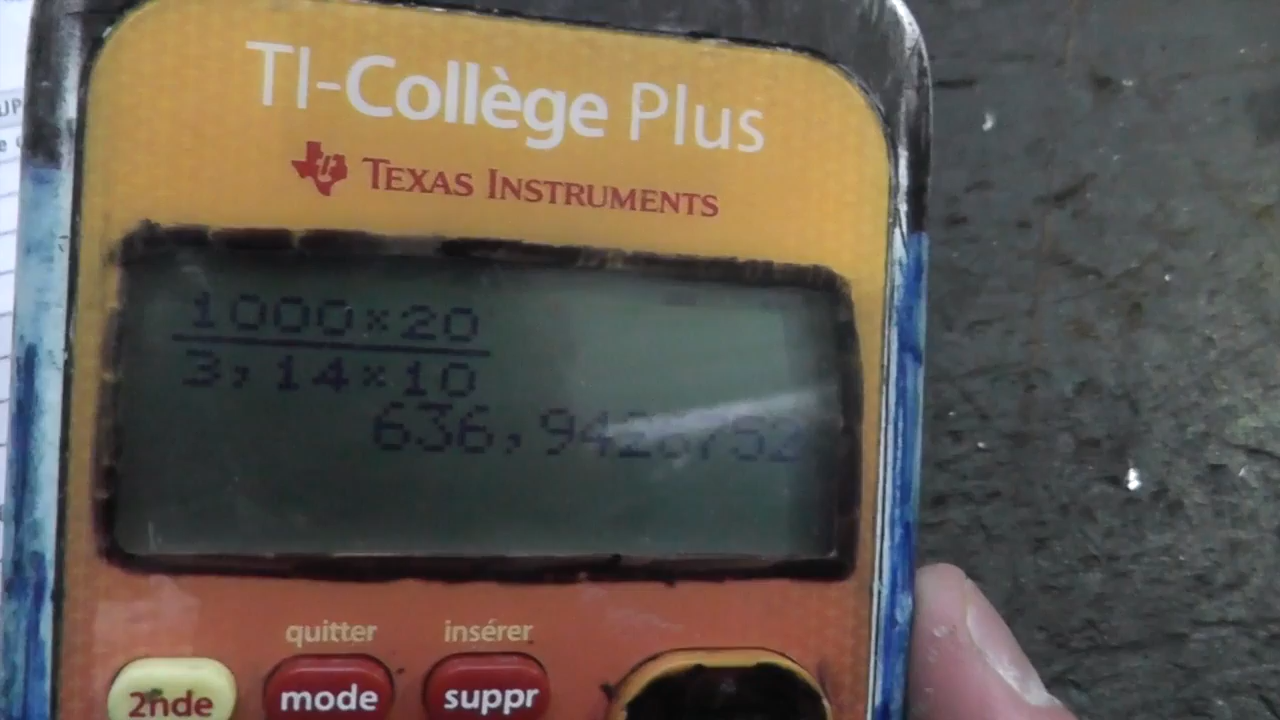 TI-Collège Plus
TEXAS INSTRUMENTS
1000×20
3,14×10
636,9426752
quitter insérer
2nde mode suppr